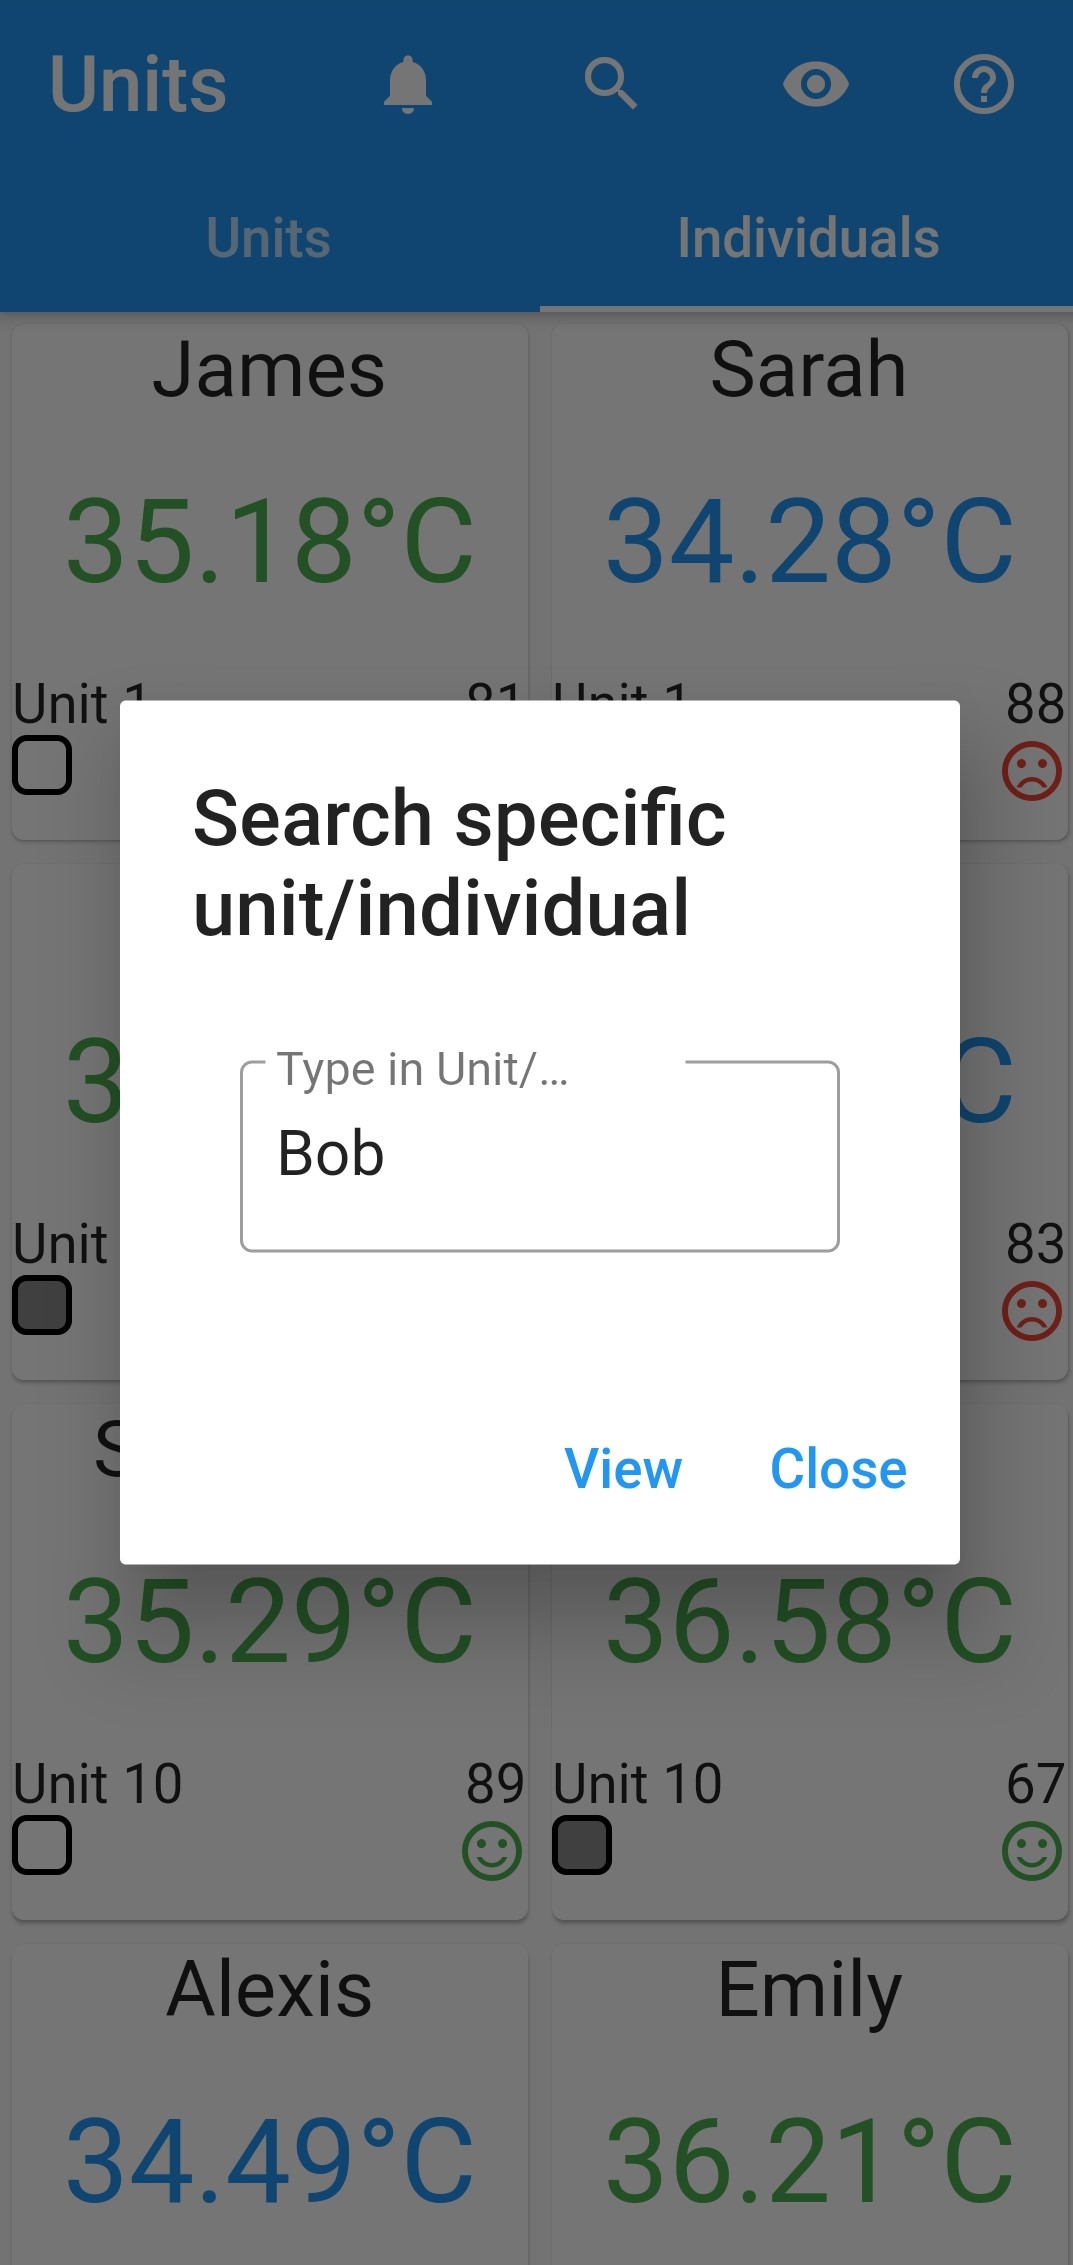 Units
Units Individuals
James Sarah
35.18°C 34.28°C
Unit 1 81 Unit 1 88
Search specific
unit/individual
3 C
Type in Unit/...
Bob
Unit 83
S
View Close
35.29°C 36.58°C
Unit 10 89 Unit 10 67
Alexis Emily
34.49°C 36.21°C